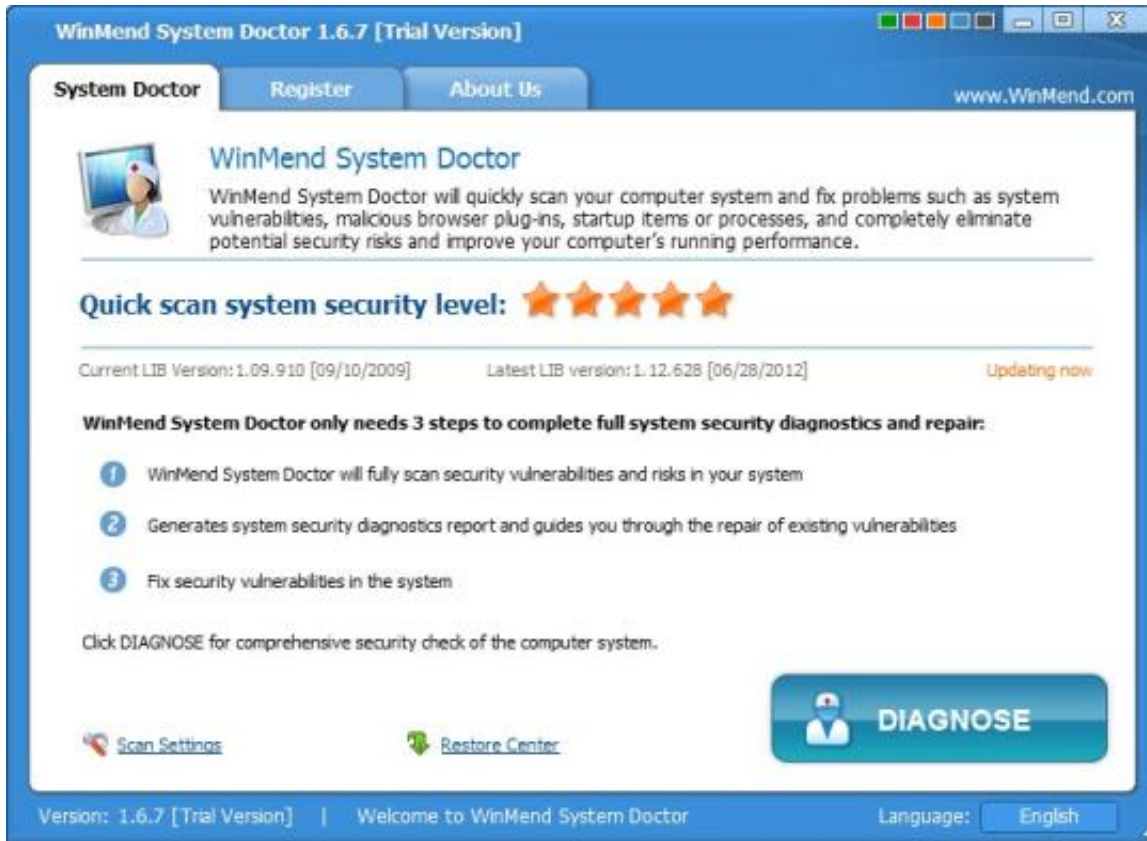 WinMend System Doctor 1.6.7 [Trial Version]
System Doctor
Register
About Us
www.WinMend.com
WinMend System Doctor
WinMend System Doctor will quickly scan your computer system and fix problems such as system
vulnerabilities, malicious browser plug-ins, startup items or processes, and completely eliminate
potential security risks and improve your computer's running performance.
Quick scan system security level:
Current LIB Version:1.09.910 [09/10/2009]
Latest LIB version:1.12.628 [06/28/2012]
Updating now
WinMend System Doctor only needs 3 steps to complete full system security diagnostics and repair:
1 WinMend System Doctor will fully scan security vulnerabilities and risks in your system
2 Generates system security diagnostics report and guides you through the repair of existing vulnerabilities
3 Fix security vulnerabilities in the system
Click DIAGNOSE for comprehensive security check of the computer system.
DIAGNOSE
Scan Settings
Restore Center
Version: 1.6.7 [Trial Version] | Welcome to WinMend System Doctor
Language: English